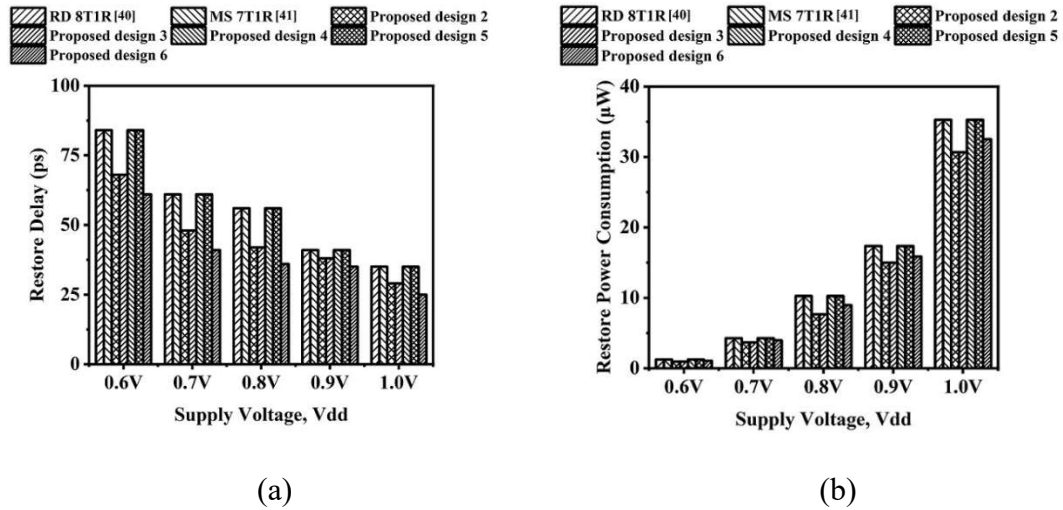 RD 8T1R[40] MS 7T1R[41] Proposed design 2
Proposed design 3 Proposed design 4 Proposed design 5
Proposed design 6
100
75
50
25
0
Restore Delay (ps)
0.6V 0.7V 0.8V 0.9V 1.0V
Supply Voltage, Vdd
(a)
RD 8T1R[40] MS 7T1R[41] Proposed design 2
Proposed design 3 Proposed design 4 Proposed design 5
Proposed design 6
40
30
20
10
0
Restore Power Consumption (μW)
0.6V 0.7V 0.8V 0.9V 1.0V
Supply Voltage, Vdd
(b)